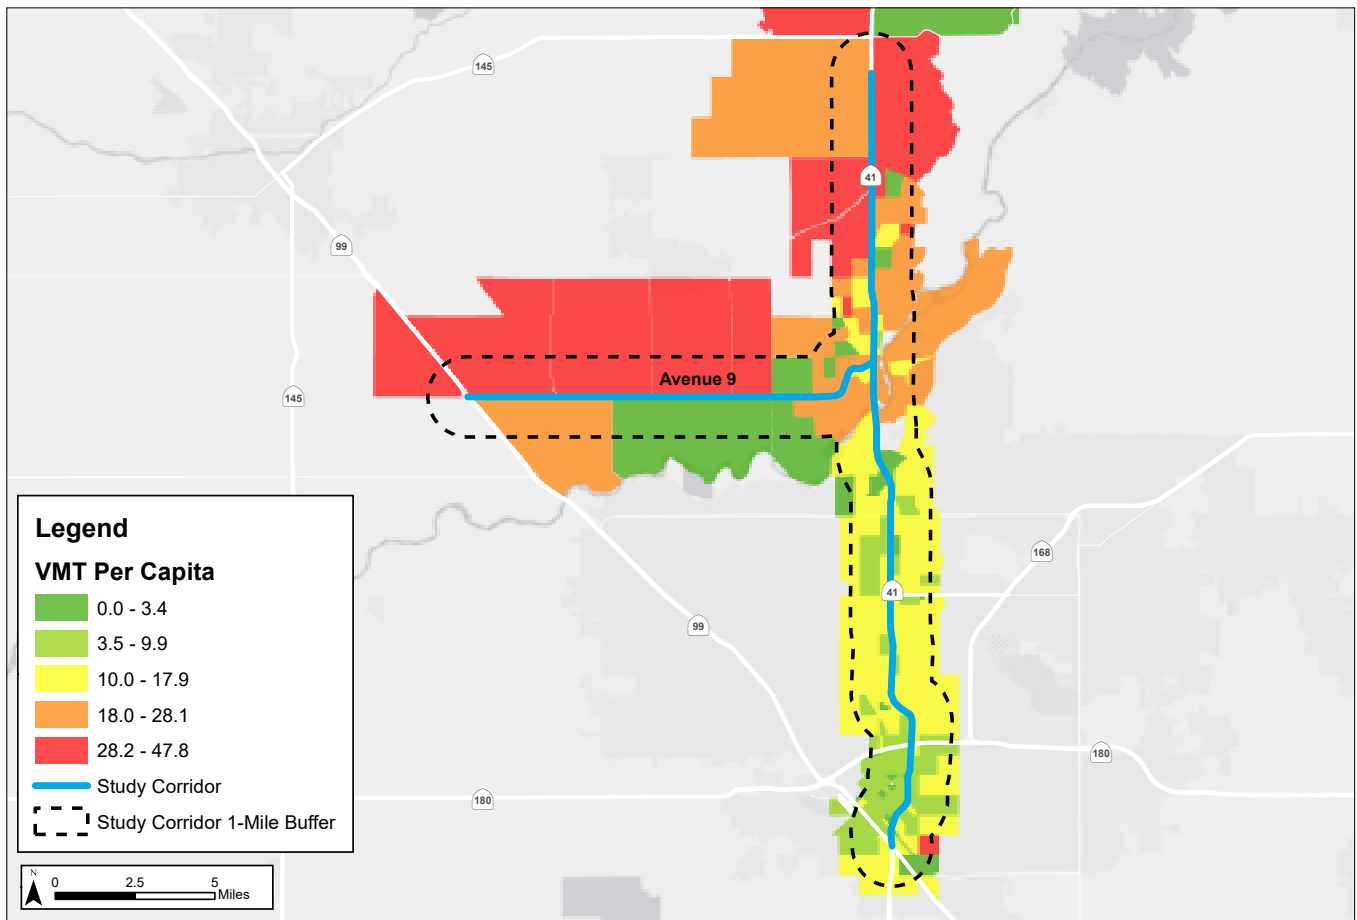 145
41
99
Avenue 9
145
168
41
99
180
180
Legend
VMT Per Capita
0.0 - 3.4
3.5 - 9.9
10.0 - 17.9
18.0 - 28.1
28.2 - 47.8
Study Corridor
Study Corridor 1-Mile Buffer
N
0 2.5 5
Miles